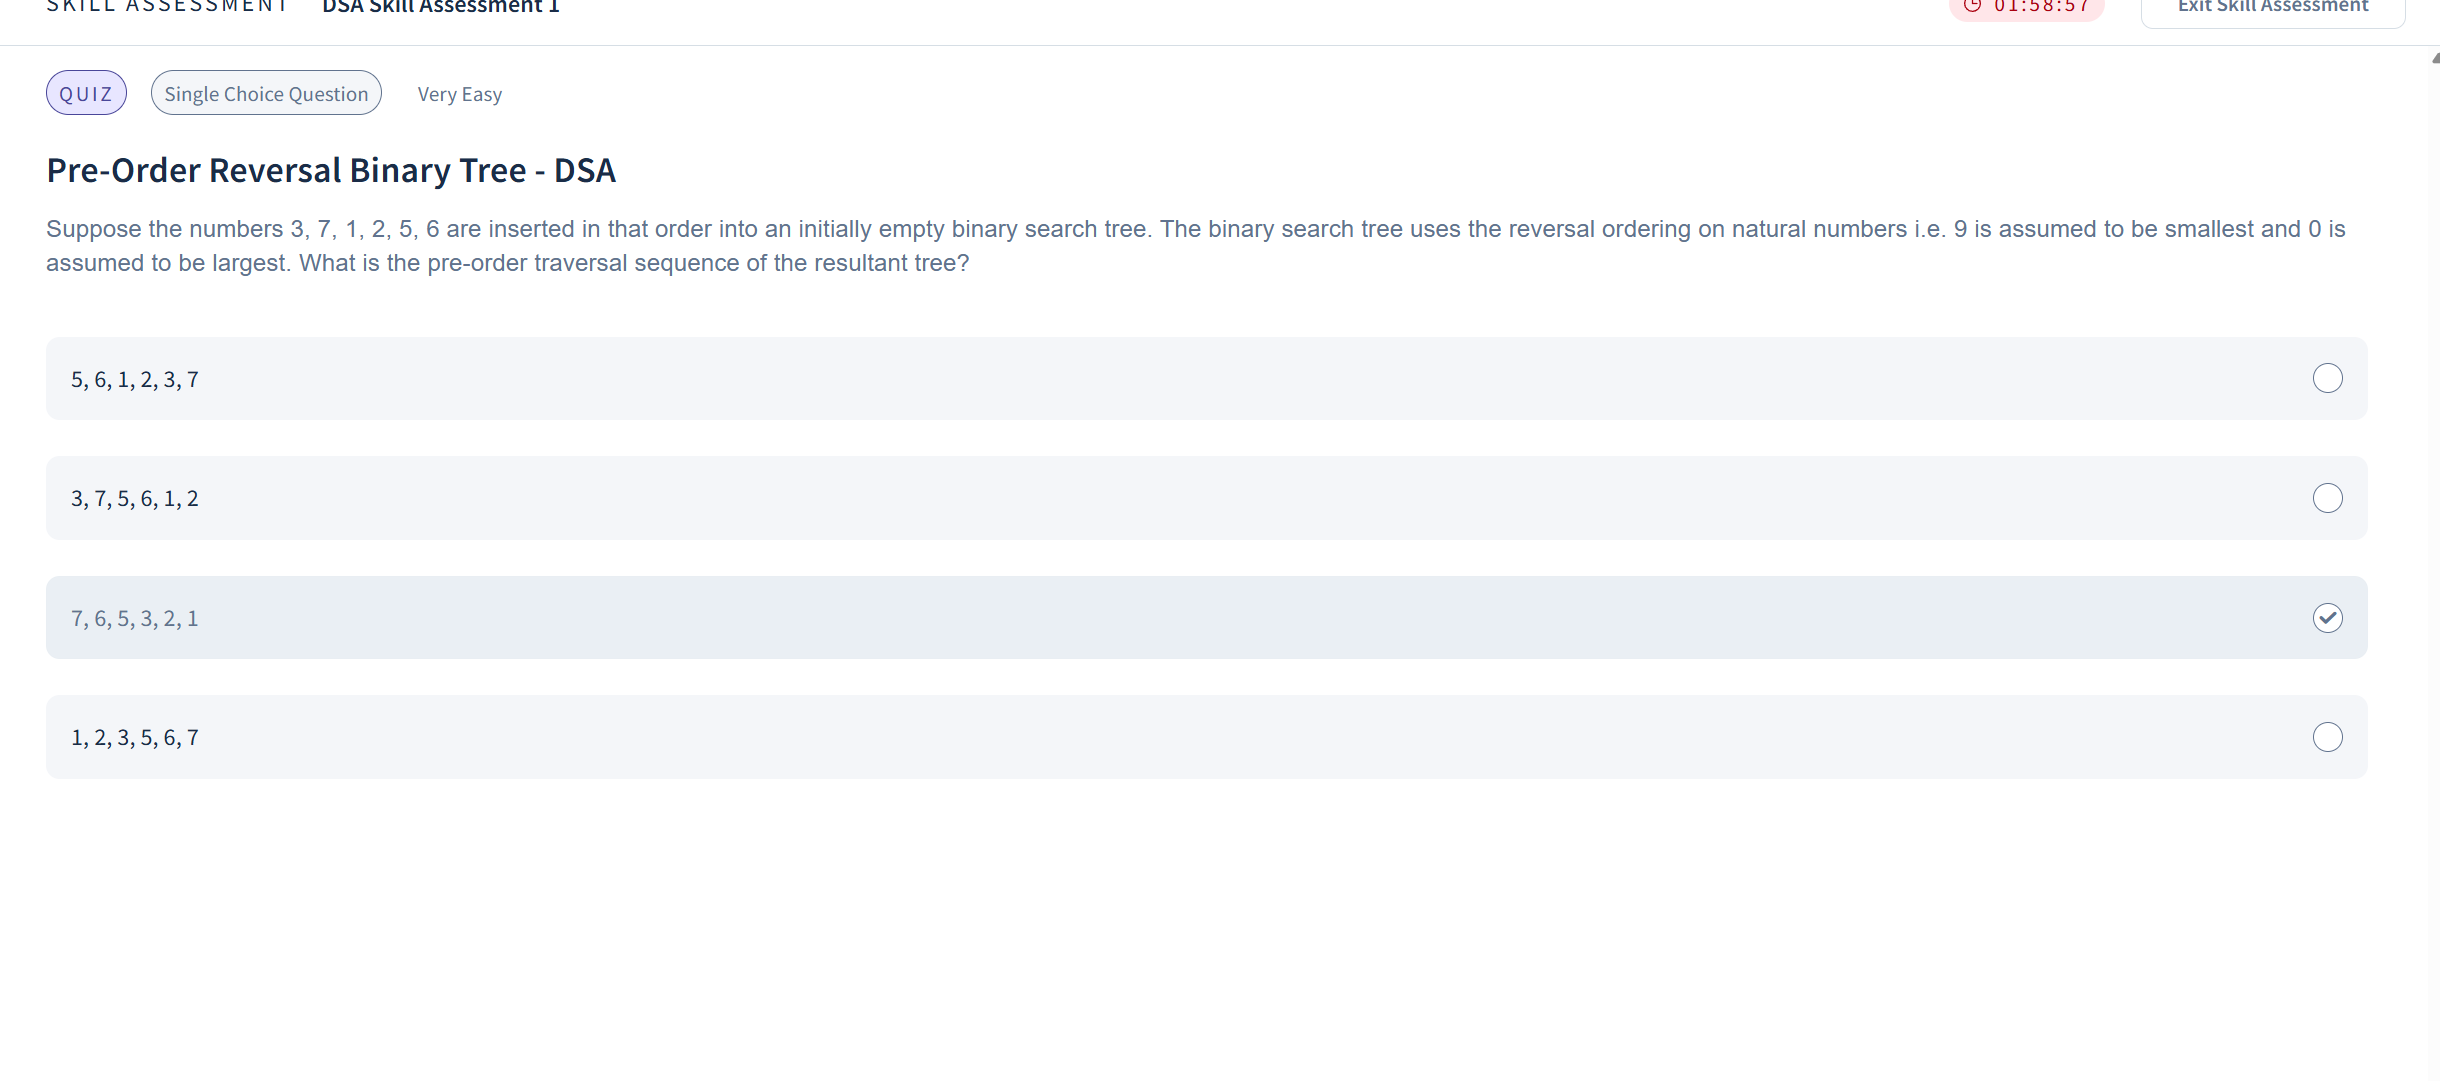 SKILL ASSESSMENT DSA Skill Assessment 1 01:58:57 Exit Skill Assessment
QUIZ Single Choice Question Very Easy
Pre-Order Reversal Binary Tree - DSA
Suppose the numbers 3, 7, 1, 2, 5, 6 are inserted in that order into an initially empty binary search tree. The binary search tree uses the reversal ordering on natural numbers i.e. 9 is assumed to be smallest and 0 is
assumed to be largest. What is the pre-order traversal sequence of the resultant tree?
5, 6, 1, 2, 3, 7
3, 7, 5, 6, 1, 2
7, 6, 5, 3, 2, 1
1, 2, 3, 5, 6, 7